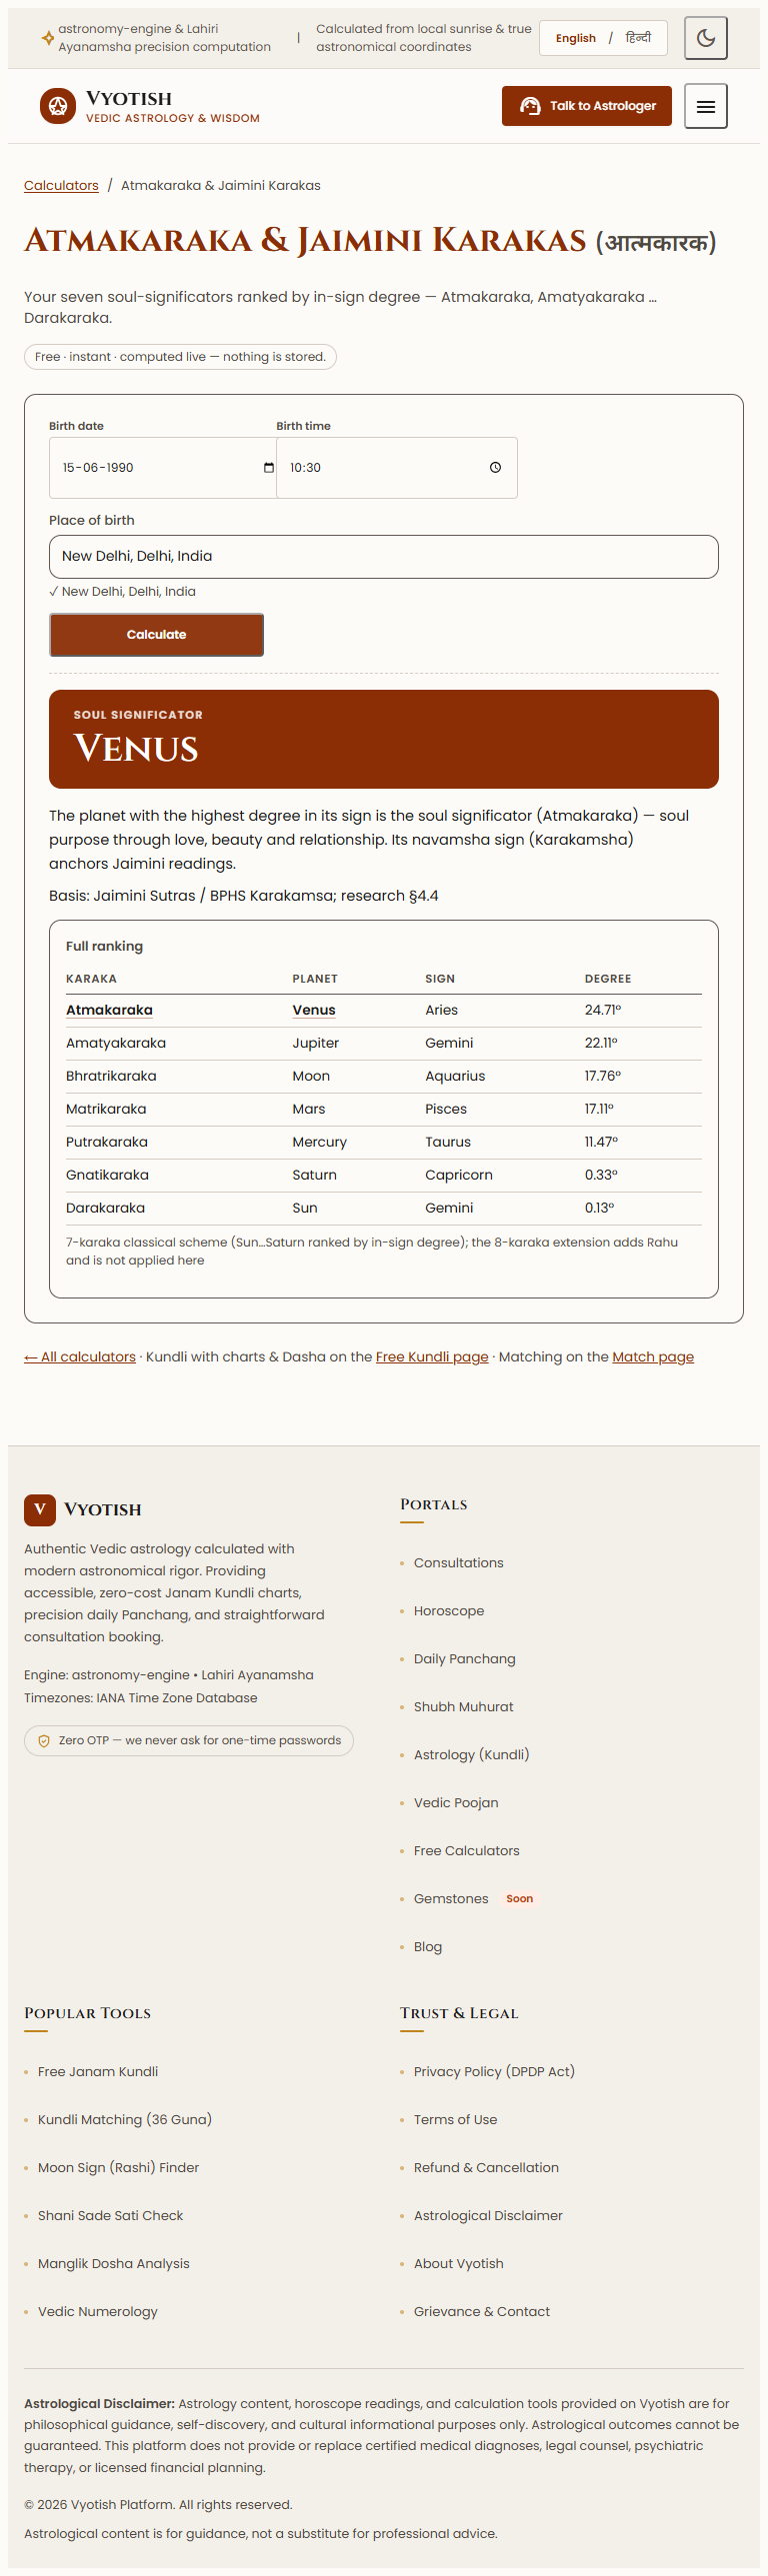 astronomy-engine & Lahiri
Ayanamsha precision computation
|
Calculated from local sunrise & true
astronomical coordinates
English / हिन्दी
Vyotish
VEDIC ASTROLOGY & WISDOM
Talk to Astrologer
Calculators / Atmakaraka & Jaimini Karakas
Atmakaraka & Jaimini Karakas (आत्मकारक)
Your seven soul-significators ranked by in-sign degree — Atmakaraka, Amatyakaraka …
Darakaraka.
Free · instant · computed live — nothing is stored.
Birth date
Birth time
15-06-1990
10:30
Place of birth
New Delhi, Delhi, India
✓ New Delhi, Delhi, India
Calculate
SOUL SIGNIFICATOR
Venus
The planet with the highest degree in its sign is the soul significator (Atmakaraka) — soul
purpose through love, beauty and relationship. Its navamsha sign (Karakamsha)
anchors Jaimini readings.
Basis: Jaimini Sutras / BPHS Karakamsa; research §4.4
Full ranking
KARAKA PLANET SIGN DEGREE
Atmakaraka Venus Aries 24.71°
Amatyakaraka Jupiter Gemini 22.11°
Bhratrikaraka Moon Aquarius 17.76°
Matrikaraka Mars Pisces 17.11°
Putrakaraka Mercury Taurus 11.47°
Gnatikaraka Saturn Capricorn 0.33°
Darakaraka Sun Gemini 0.13°
7-karaka classical scheme (Sun…Saturn ranked by in-sign degree); the 8-karaka extension adds Rahu
and is not applied here
← All calculators · Kundli with charts & Dasha on the Free Kundli page · Matching on the Match page
V Vyotish
Authentic Vedic astrology calculated with
modern astronomical rigor. Providing
accessible, zero-cost Janam Kundli charts,
precision daily Panchang, and straightforward
consultation booking.
Engine: astronomy-engine • Lahiri Ayanamsha
Timezones: IANA Time Zone Database
Zero OTP — we never ask for one-time passwords
Portals
Consultations
Horoscope
Daily Panchang
Shubh Muhurat
Astrology (Kundli)
Vedic Poojan
Free Calculators
Gemstones Soon
Blog
Popular Tools
Free Janam Kundli
Kundli Matching (36 Guna)
Moon Sign (Rashi) Finder
Shani Sade Sati Check
Manglik Dosha Analysis
Vedic Numerology
Trust & Legal
Privacy Policy (DPDP Act)
Terms of Use
Refund & Cancellation
Astrological Disclaimer
About Vyotish
Grievance & Contact
Astrological Disclaimer: Astrology content, horoscope readings, and calculation tools provided on Vyotish are for
philosophical guidance, self-discovery, and cultural informational purposes only. Astrological outcomes cannot be
guaranteed. This platform does not provide or replace certified medical diagnoses, legal counsel, psychiatric
therapy, or licensed financial planning.
© 2026 Vyotish Platform. All rights reserved.
Astrological content is for guidance, not a substitute for professional advice.